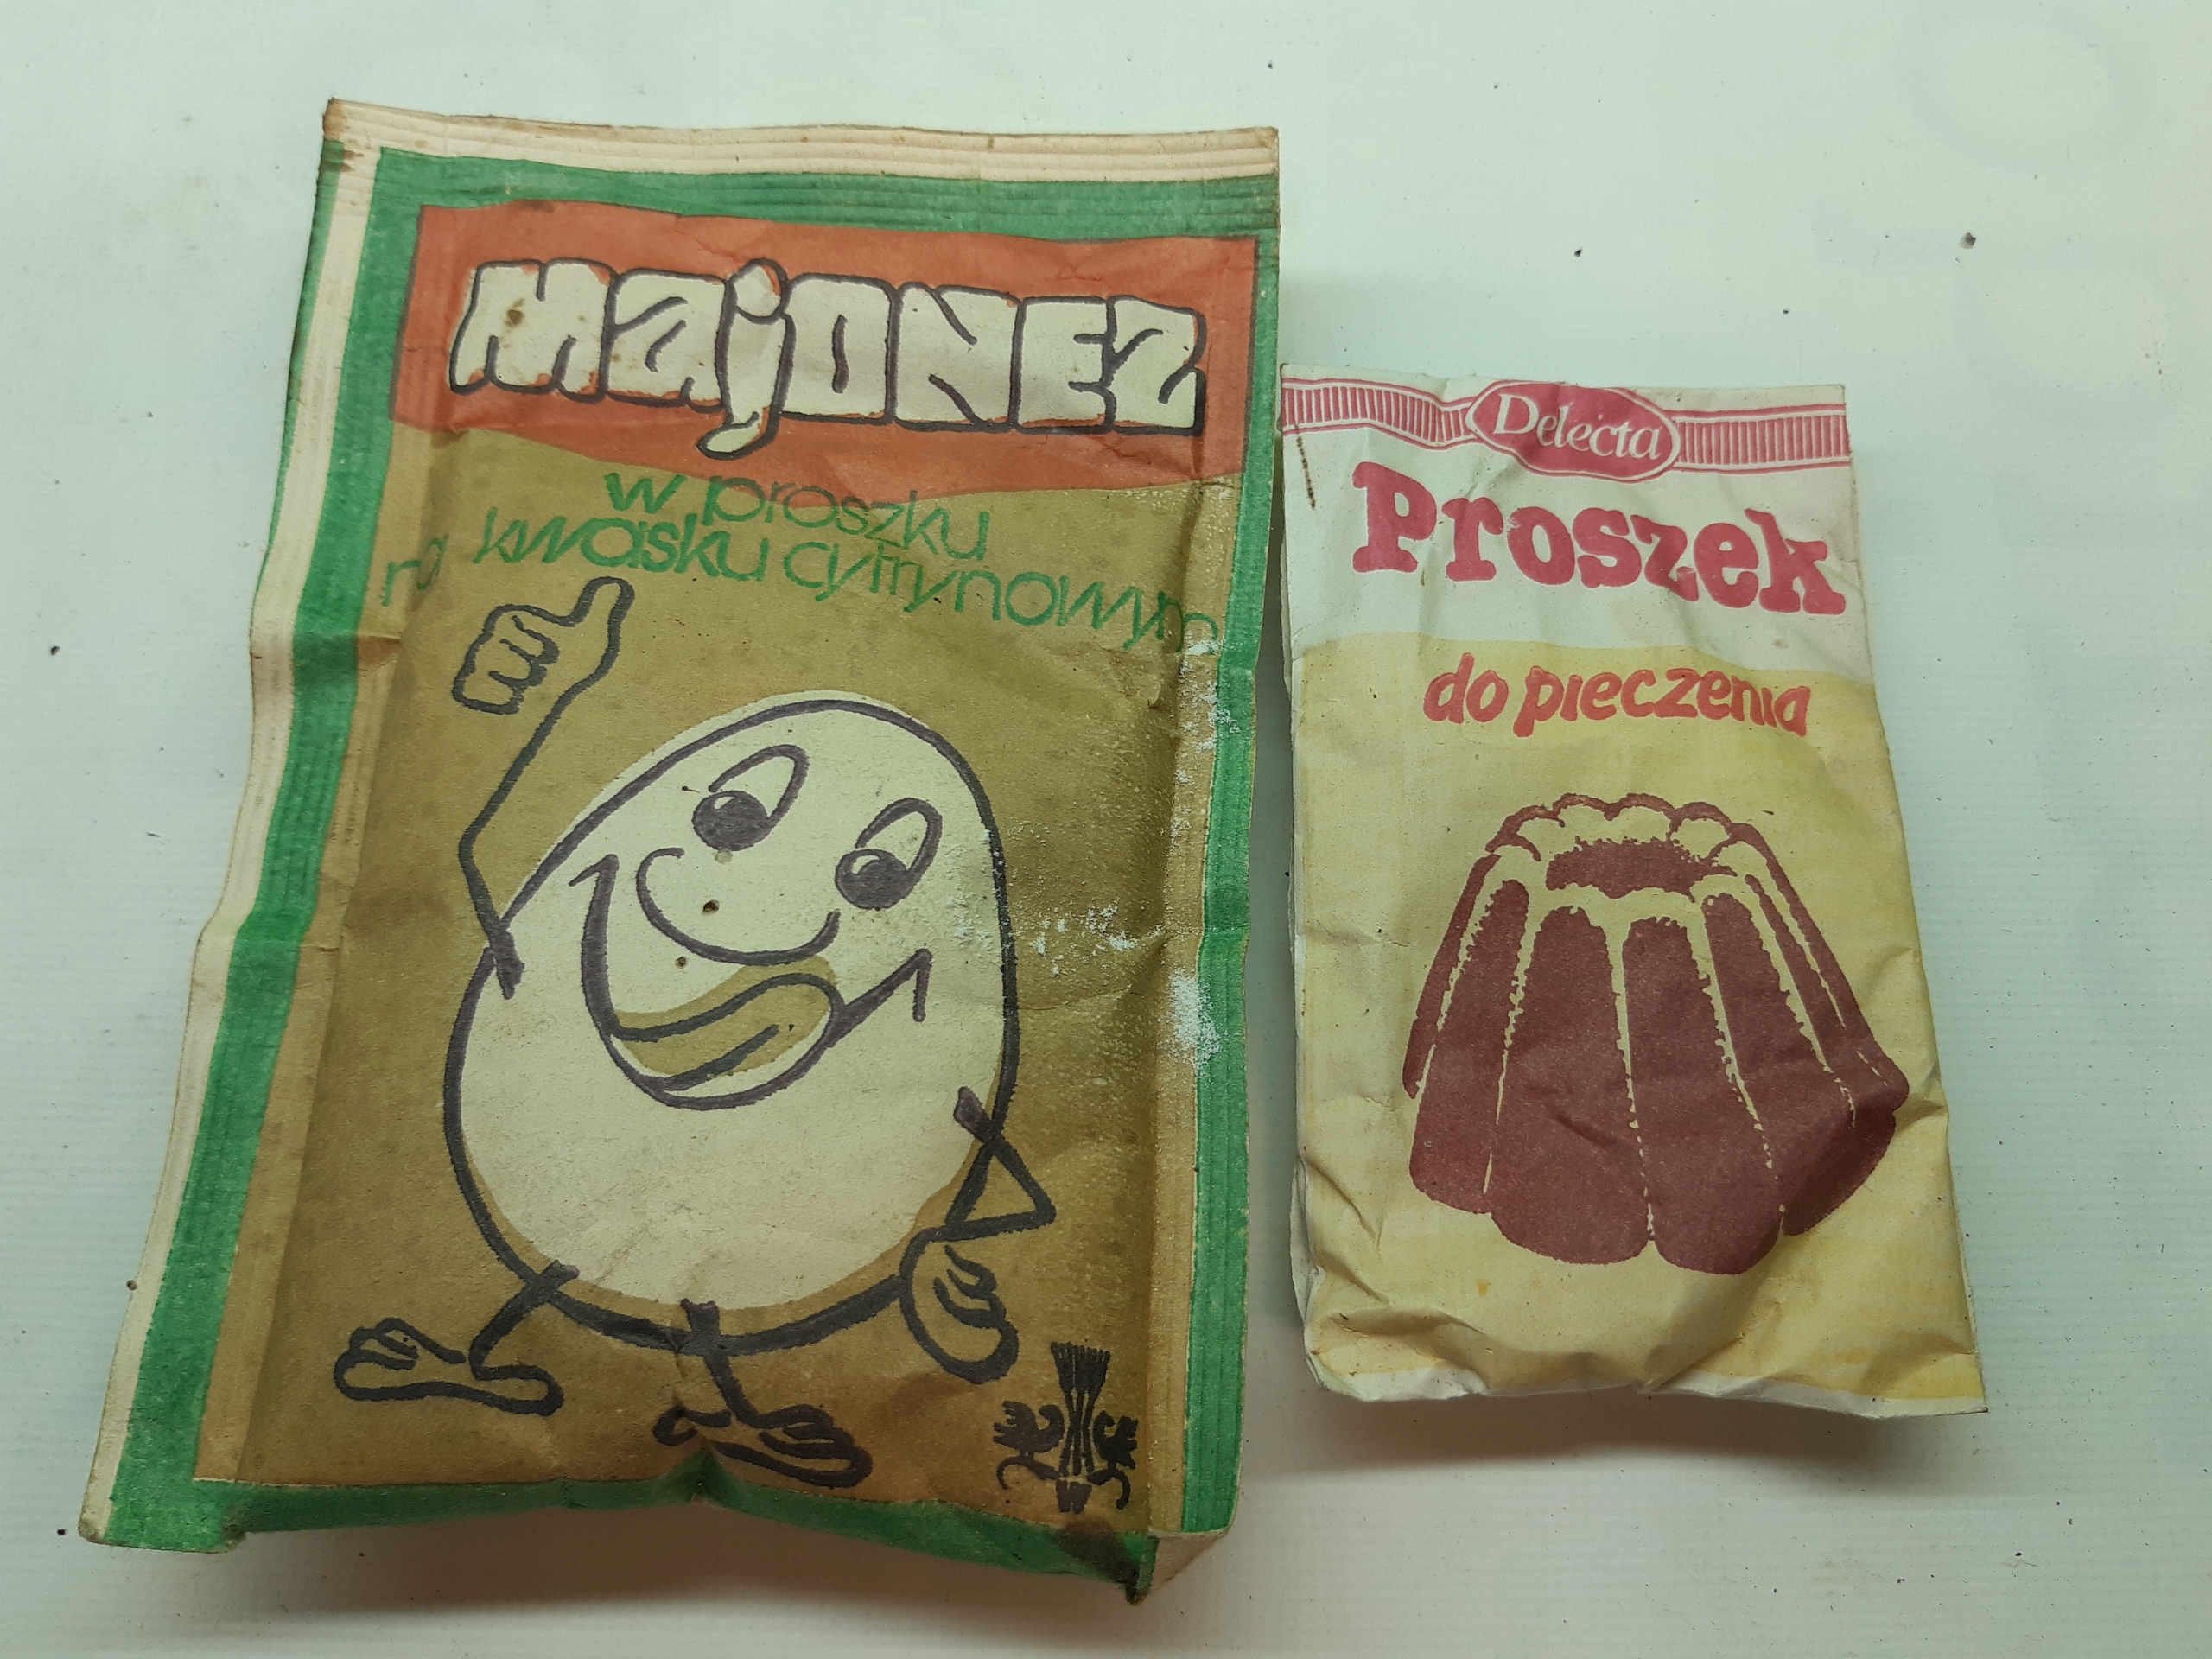 MajONEZ
w proszku
na kwasku cytrynowym
W
Delecta
Proszek
do pieczenia